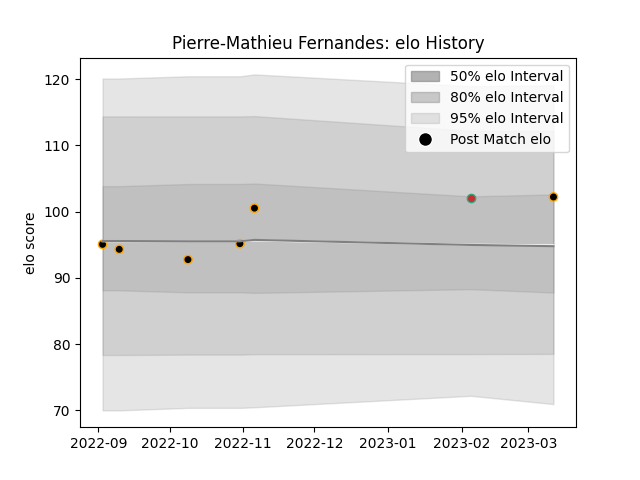 Pierre-Mathieu Fernandes: elo History
120
110
100
90
80
70
elo score
50% elo Interval
80% elo Interval
95% elo Interval
Post Match elo
2022-09
2022-10
2022-11
2022-12
2023-01
2023-02
2023-03